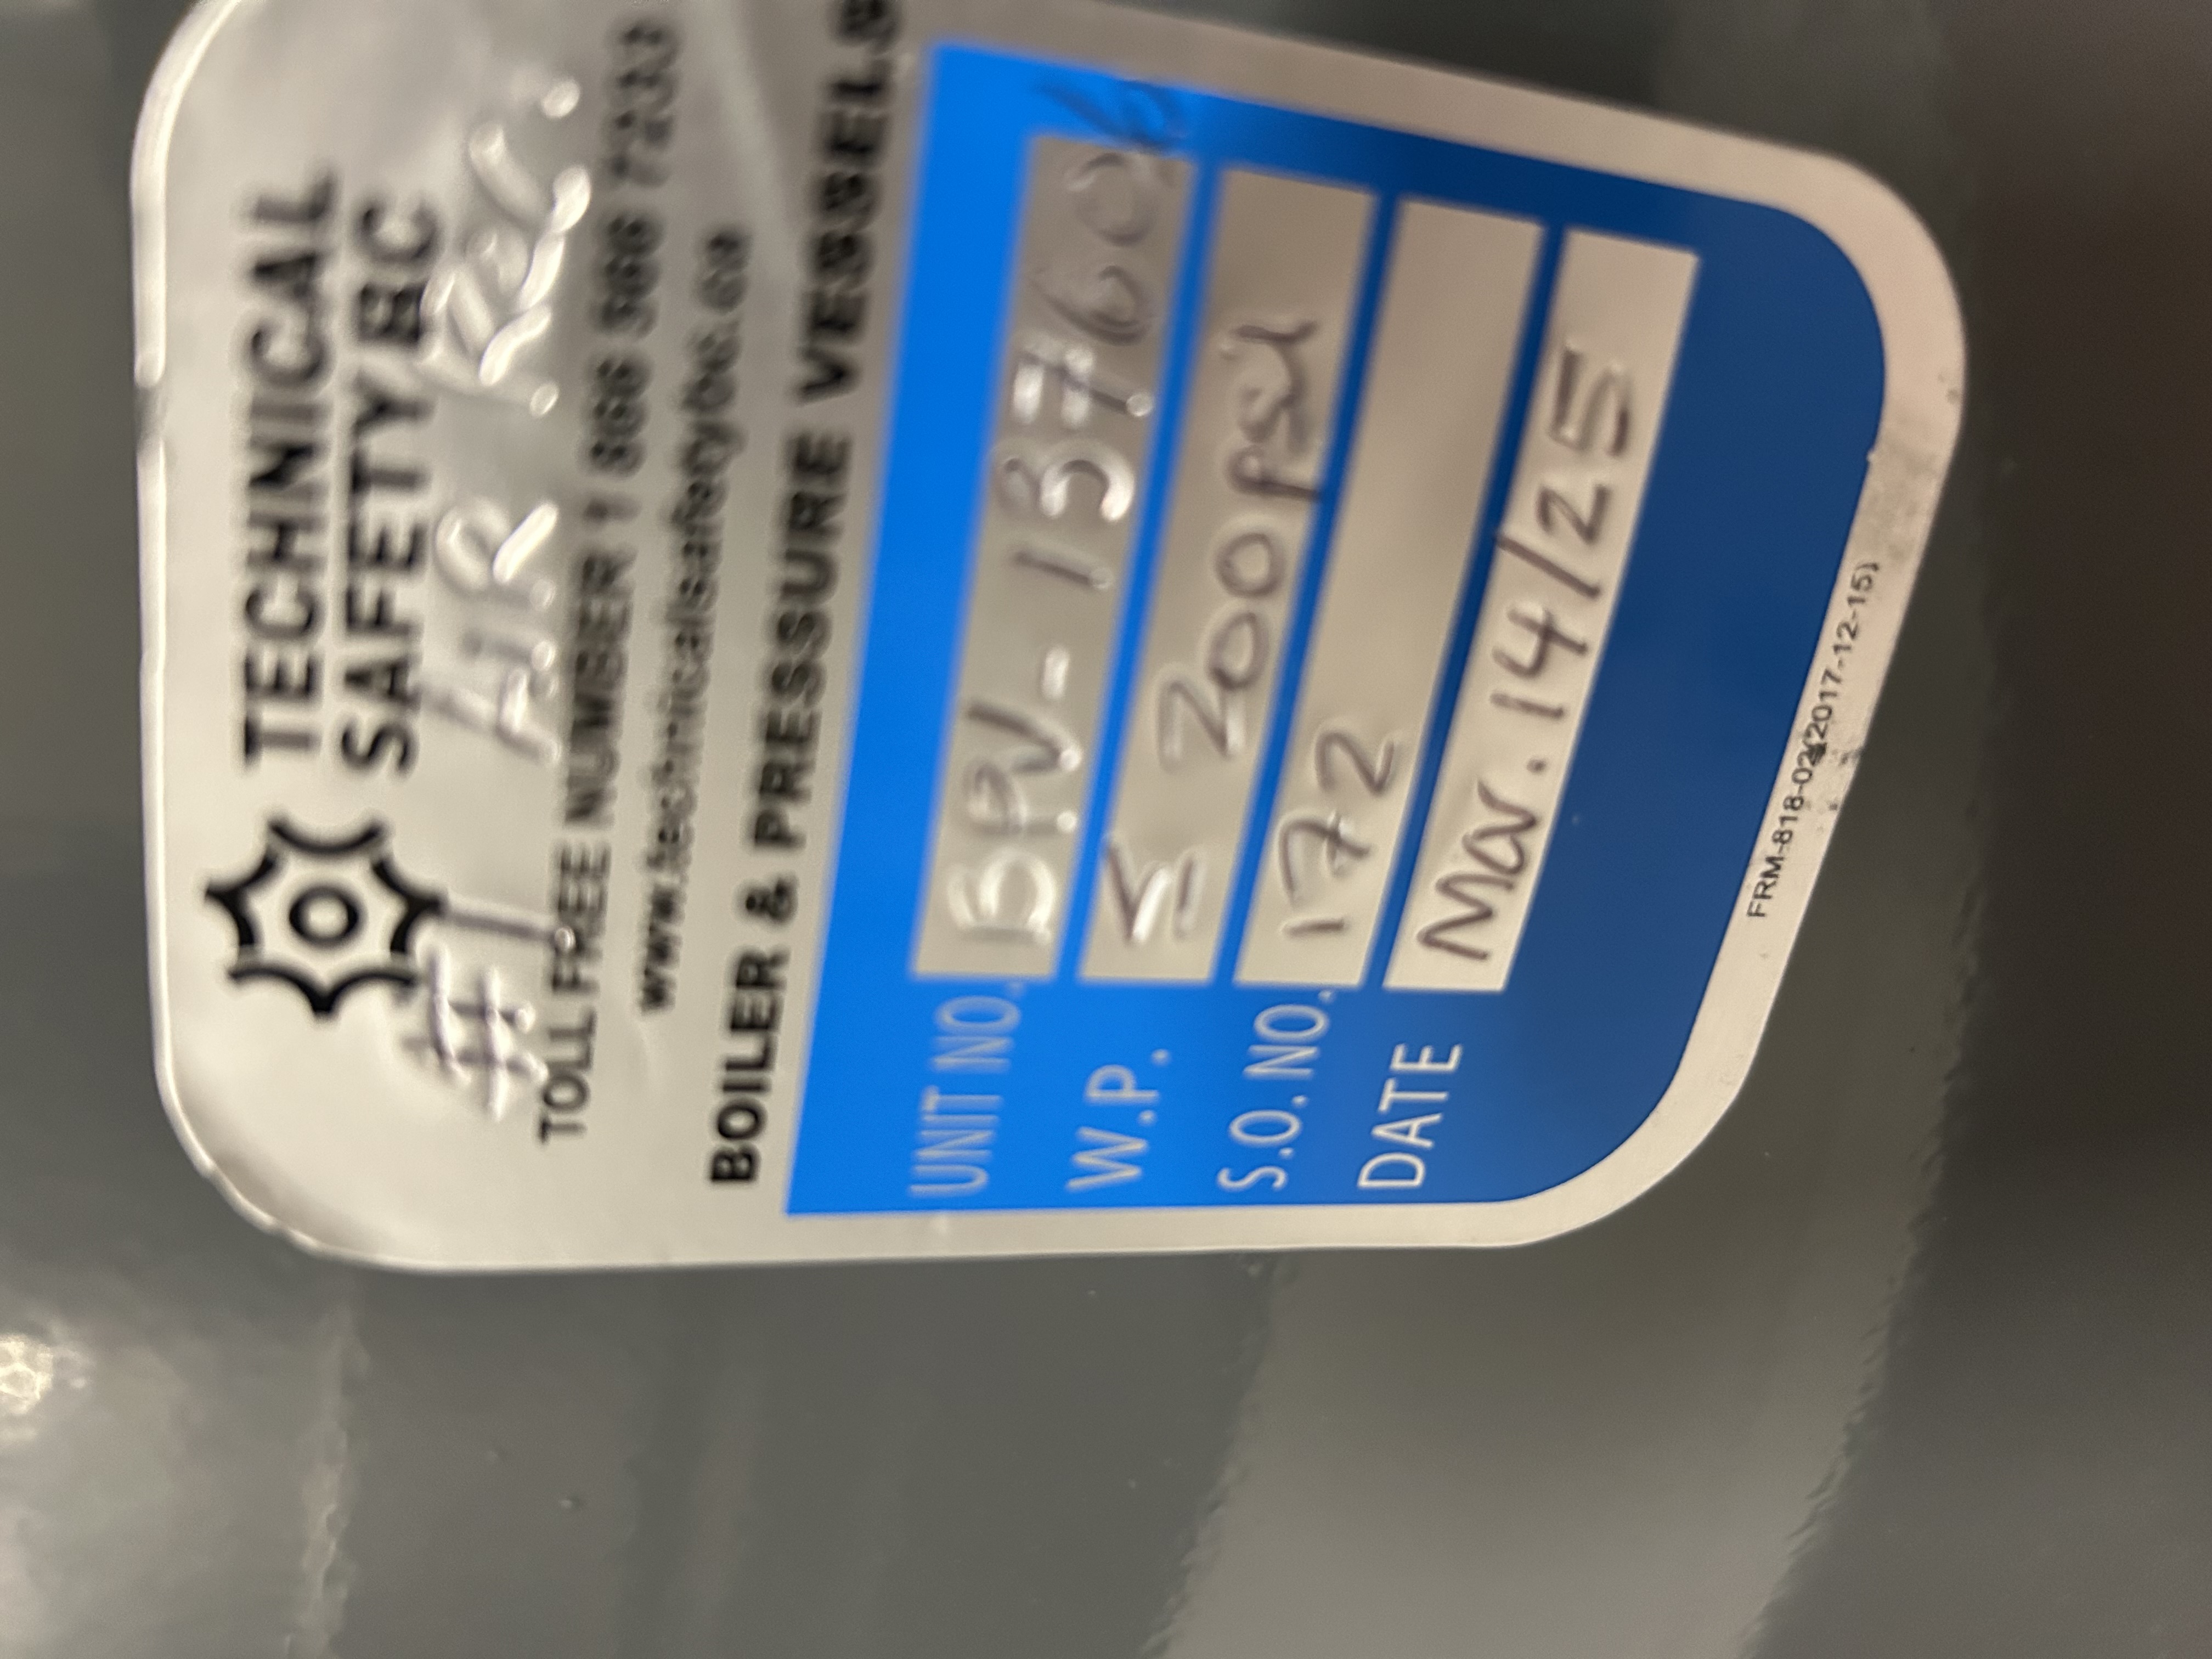 TECHNICAL
SAFETY BC
#1 AiR Rec.
TOLL FREE NUMBER 1 866 566 7233
www.technicalsafetybc.ca
BOILER & PRESSURE VESSELS
UNIT NO. BPV-137606
W.P. ≤ 200psi
S.O. NO. 172
DATE Mar. 14/25
FRM-818-02(2017-12-15)